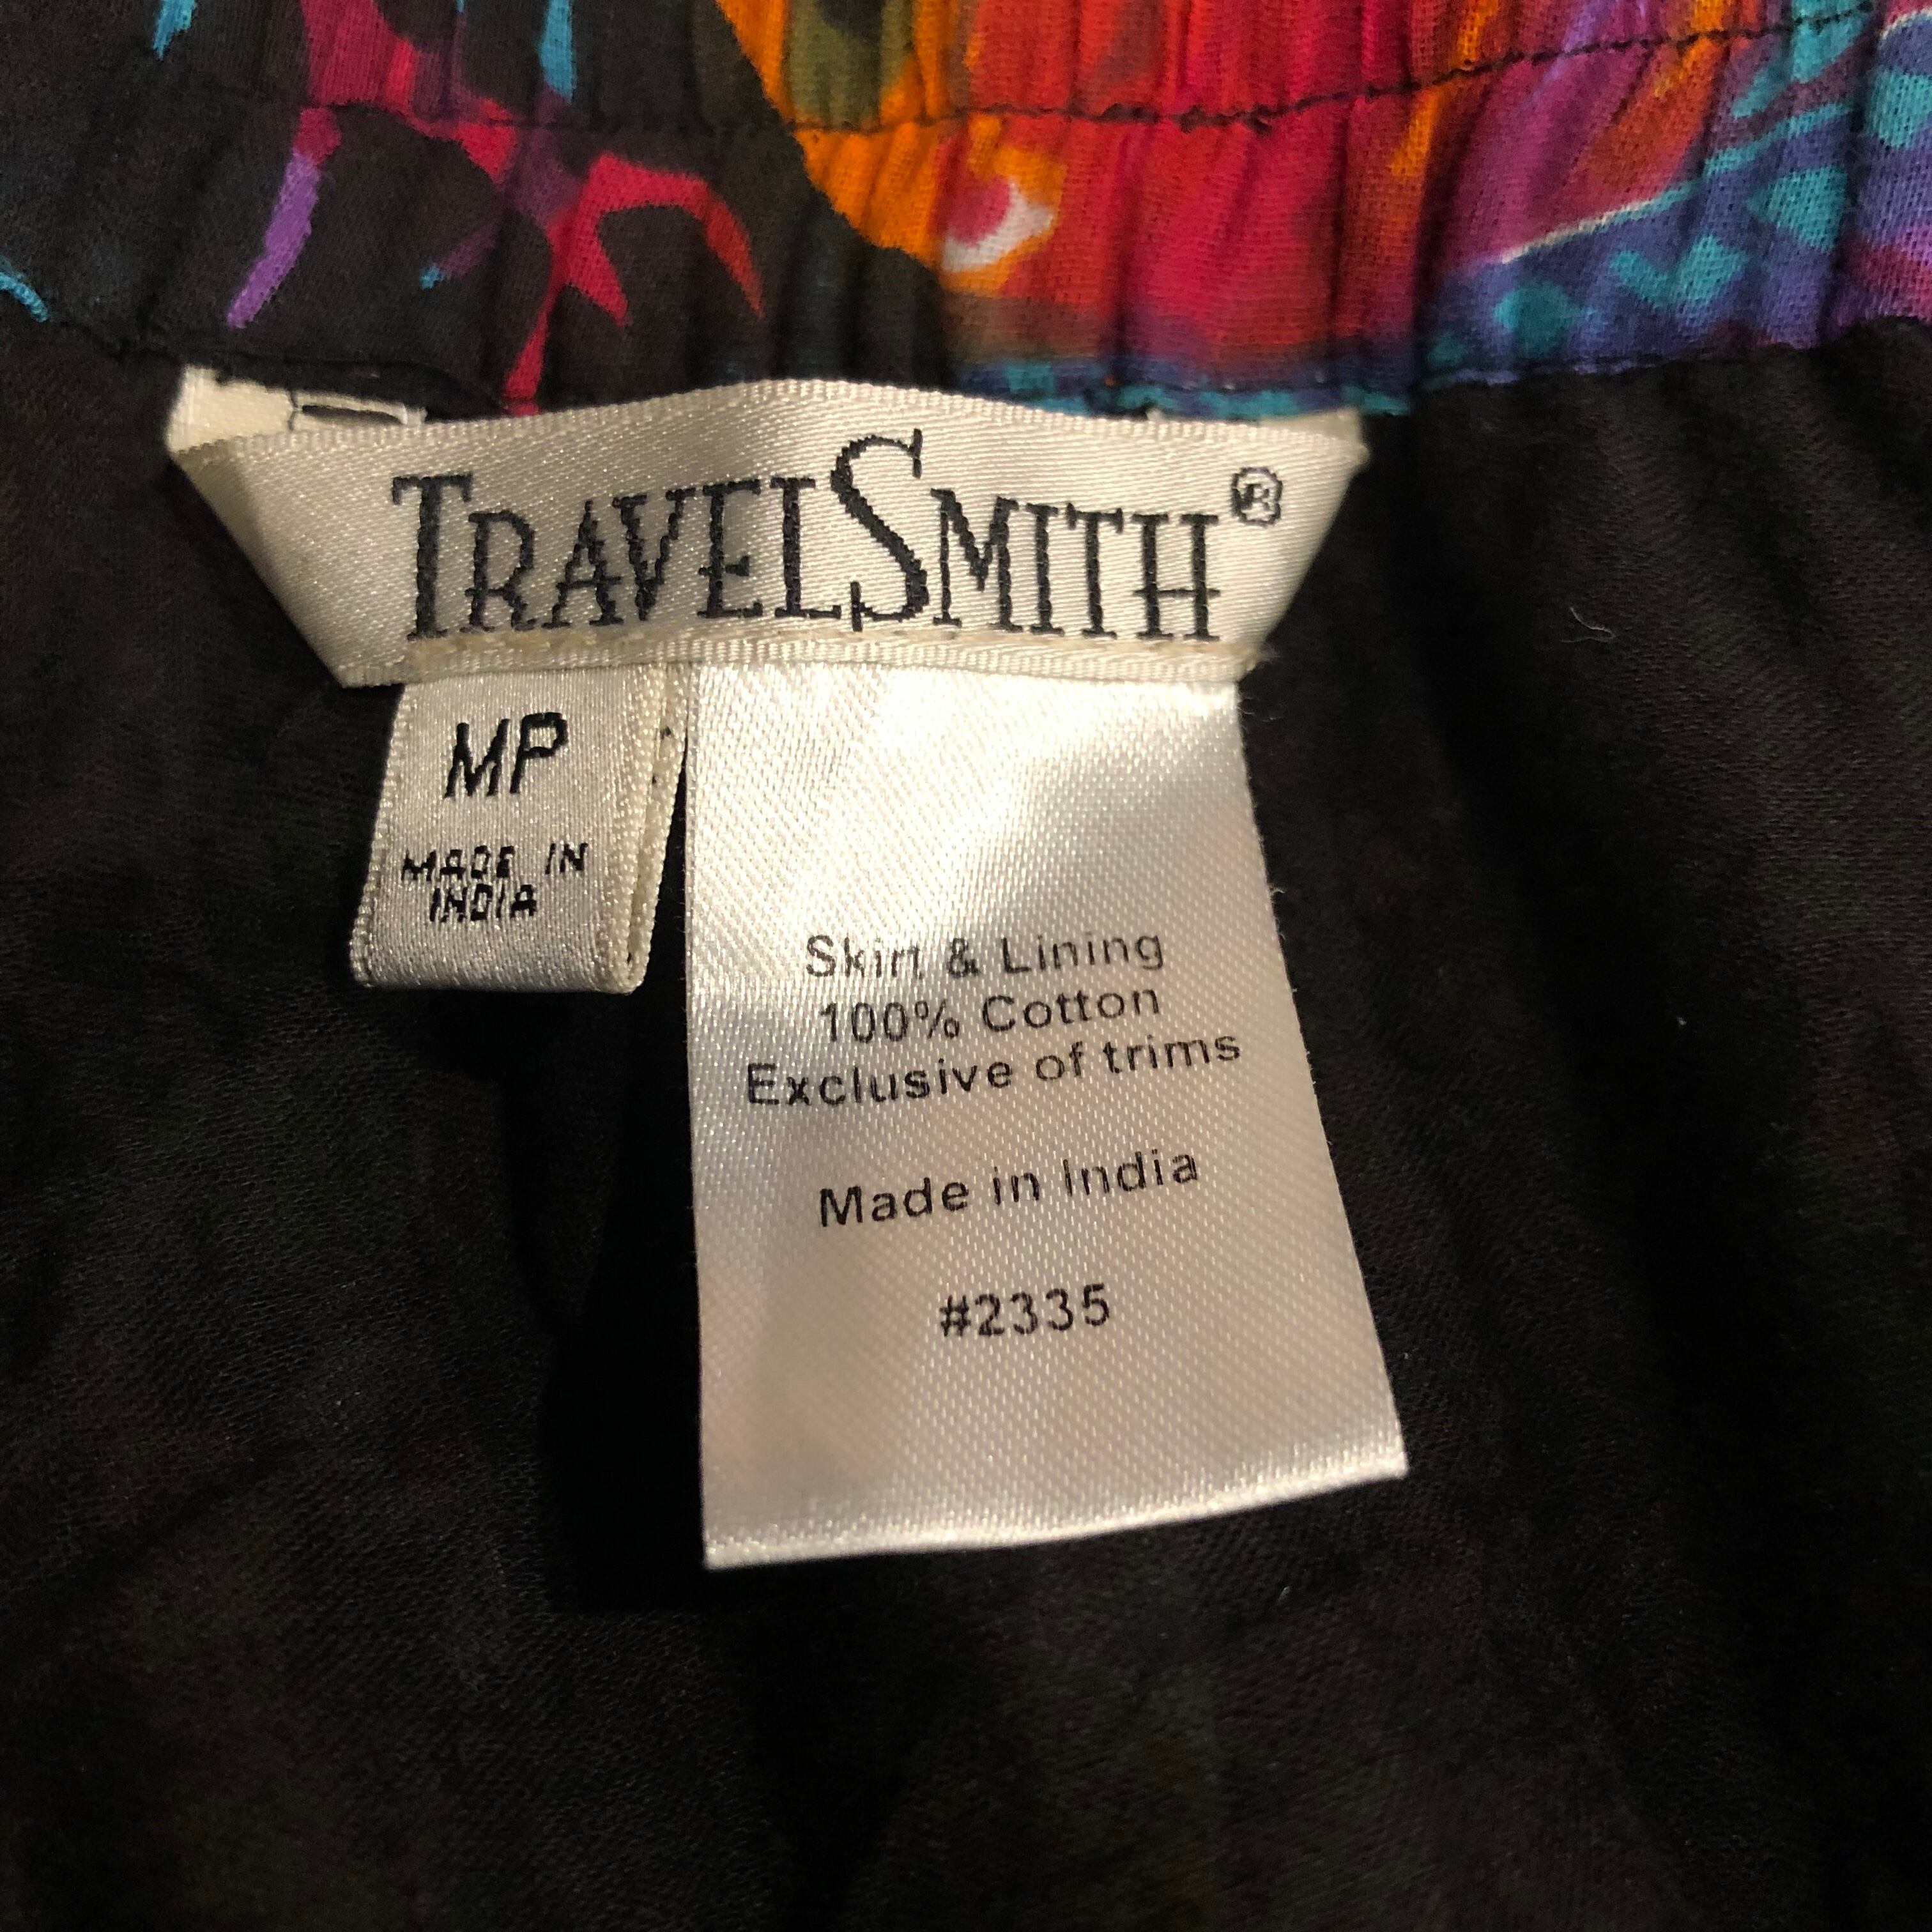 TRAVELSMITH®
MP
MADE IN
INDIA
Skirt & Lining
100% Cotton
Exclusive of trims
Made in India
#2335